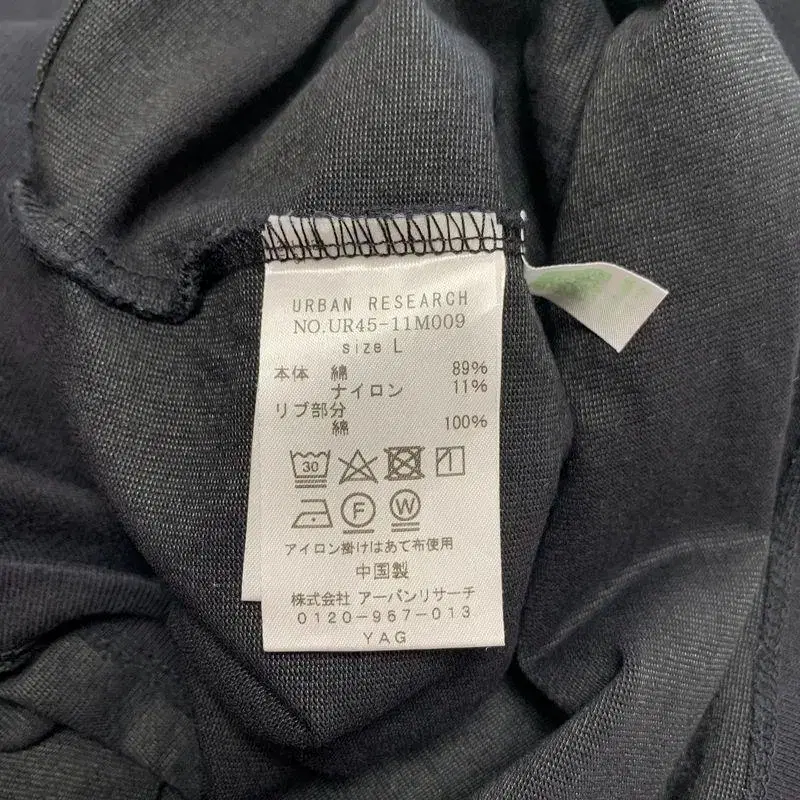 URBAN RESEARCH
NO.UR45-11M009
size L
本体 綿 89%
ナイロン 11%
リブ部分
綿 100%
30
F W
アイロン掛けはあて布使用
中国製
株式会社 アーバンリサーチ
0120-967-013
YAG